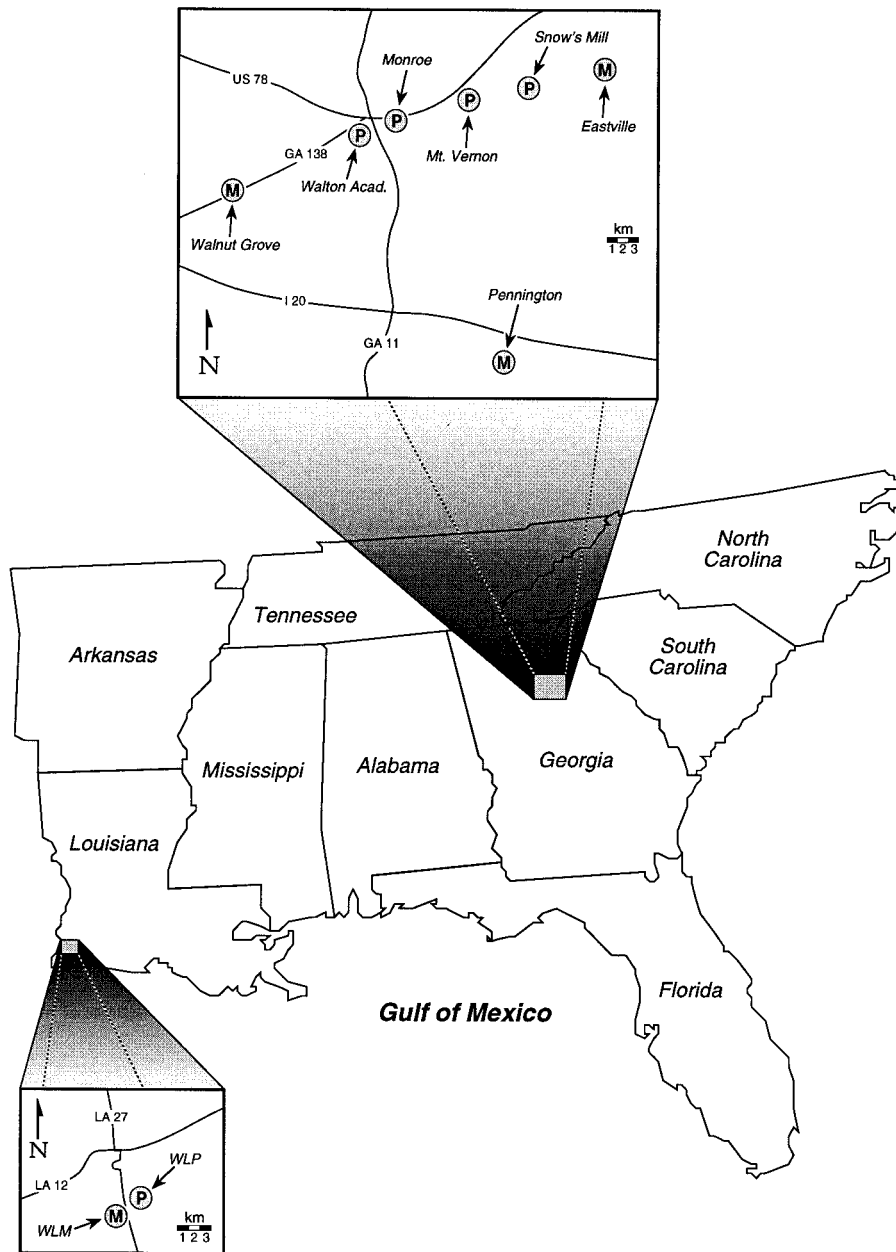 Snow's Mill
Monroe
US 78
M
P
P
P
Eastville
P
Mt. Vernon
GA 138
Walton Acad.
M
Walnut Grove
km
1 2 3
Pennington
I 20
N
GA 11
M
North
Carolina
Tennessee
Arkansas
South
Carolina
Mississippi
Alabama
Georgia
Louisiana
Florida
Gulf of Mexico
LA 27
N
WLP
LA 12
P
M
WLM
km
1 2 3